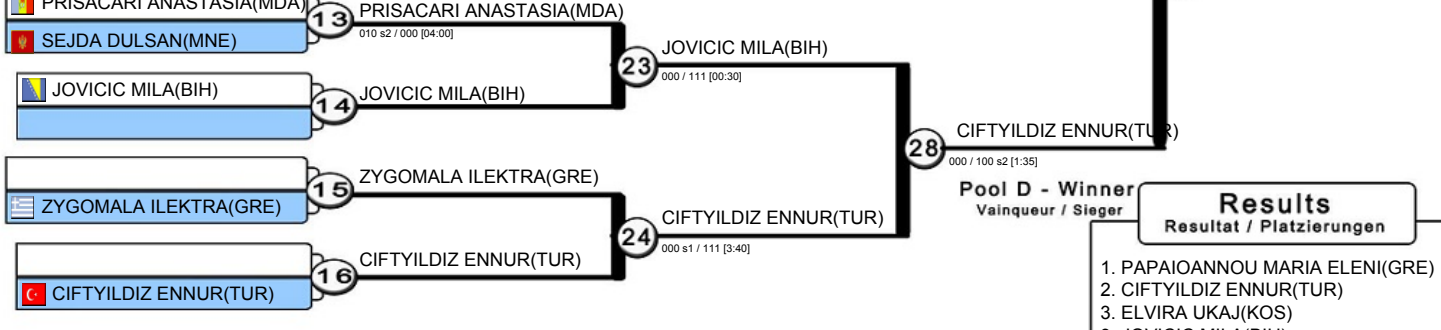 PRISACARI ANASTASIA(MDA)
SEJDA DULSAN(MNE)
13
PRISACARI ANASTASIA(MDA)
010 s2 / 000 [04:00]
JOVICIC MILA(BIH)
14
JOVICIC MILA(BIH)
23
JOVICIC MILA(BIH)
000 / 111 [00:30]
ZYGOMALA ILEKTRA(GRE)
15
ZYGOMALA ILEKTRA(GRE)
CIFTYILDIZ ENNUR(TUR)
16
CIFTYILDIZ ENNUR(TUR)
24
CIFTYILDIZ ENNUR(TUR)
000 s1 / 111 [3:40]
28
CIFTYILDIZ ENNUR(TUR)
000 / 100 s2 [1:35]
Pool D - Winner
Vainqueur / Sieger
Results
Resultat / Platzierungen
1. PAPAIOANNOU MARIA ELENI(GRE)
2. CIFTYILDIZ ENNUR(TUR)
3. ELVIRA UKAJ(KOS)